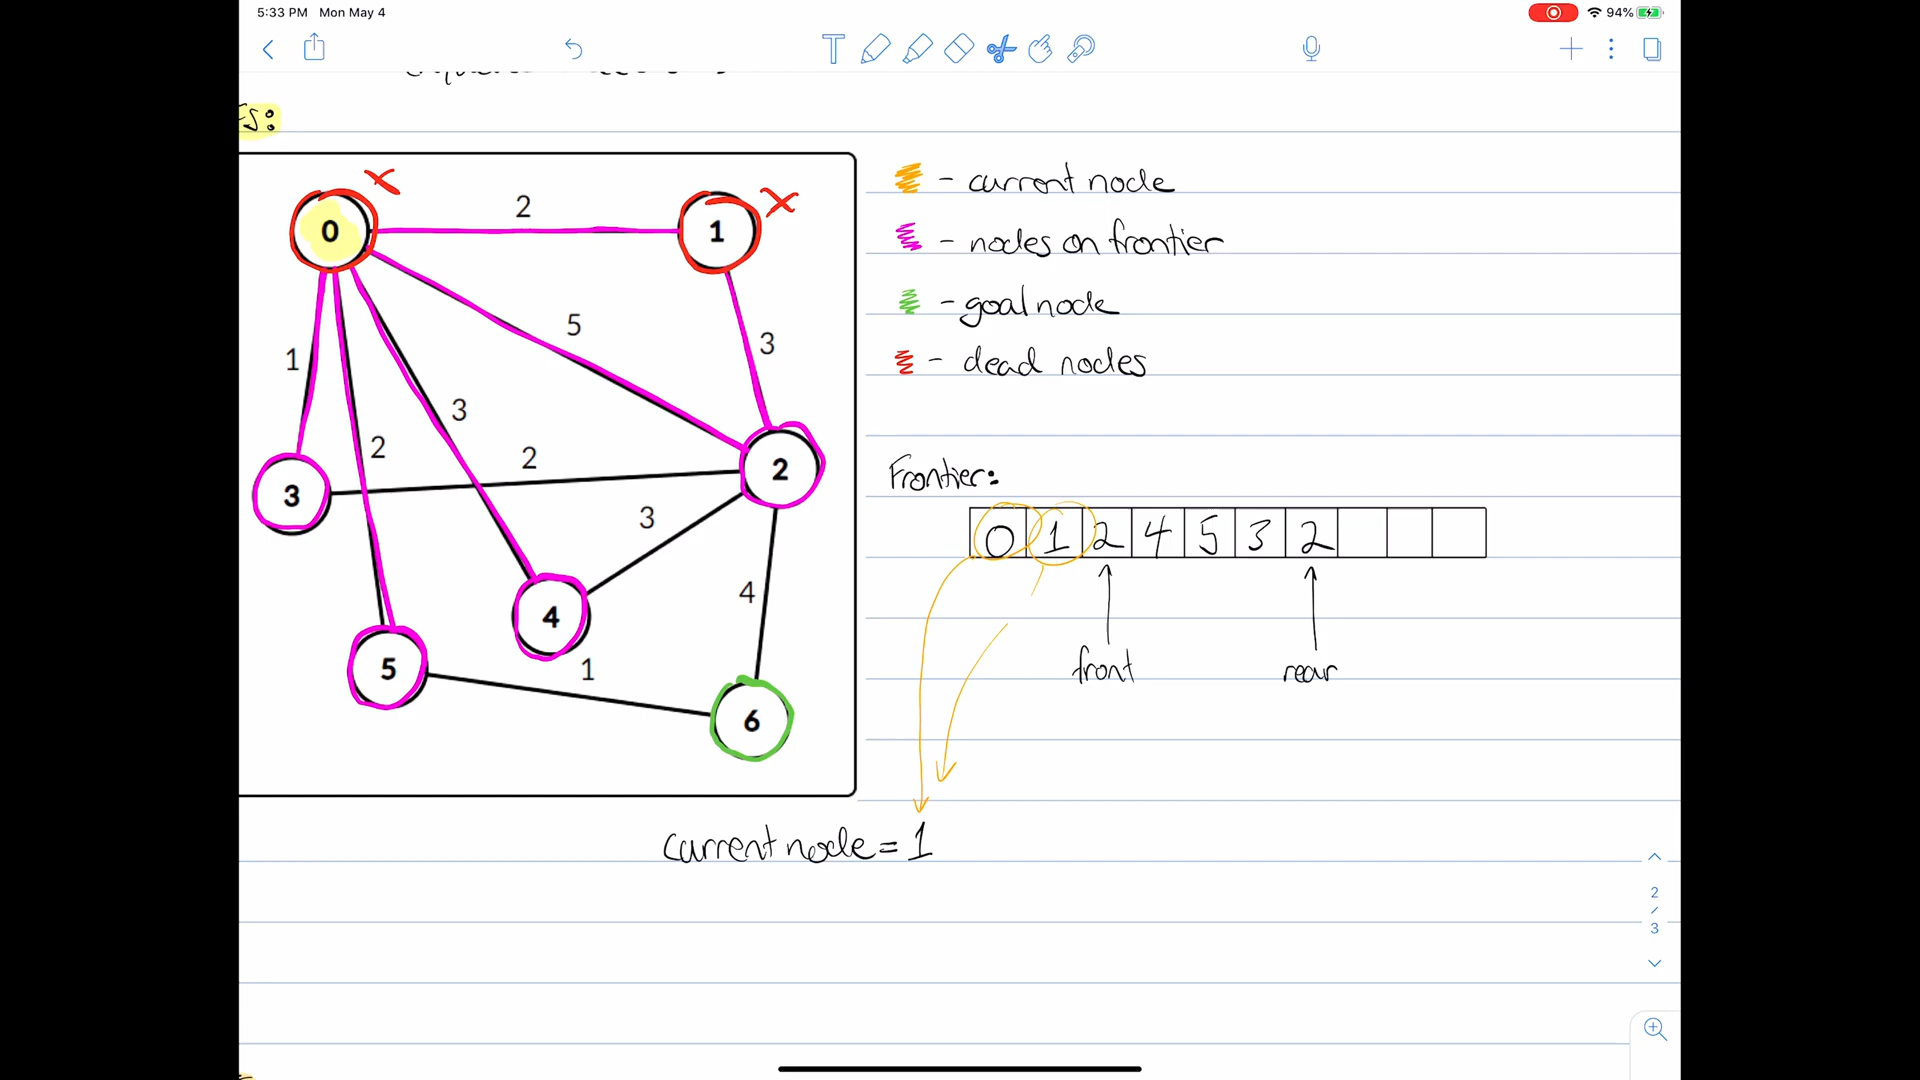 5:33 PM Mon May 4
94%
FS:
0
1
2
3
4
5
6
2
5
3
1
2
3
2
3
4
1
- current node
- nodes on frontier
- goal node
- dead nodes
Frontier:
0 1 2 4 5 3 2
front
rear
current node = 1
2
/
3